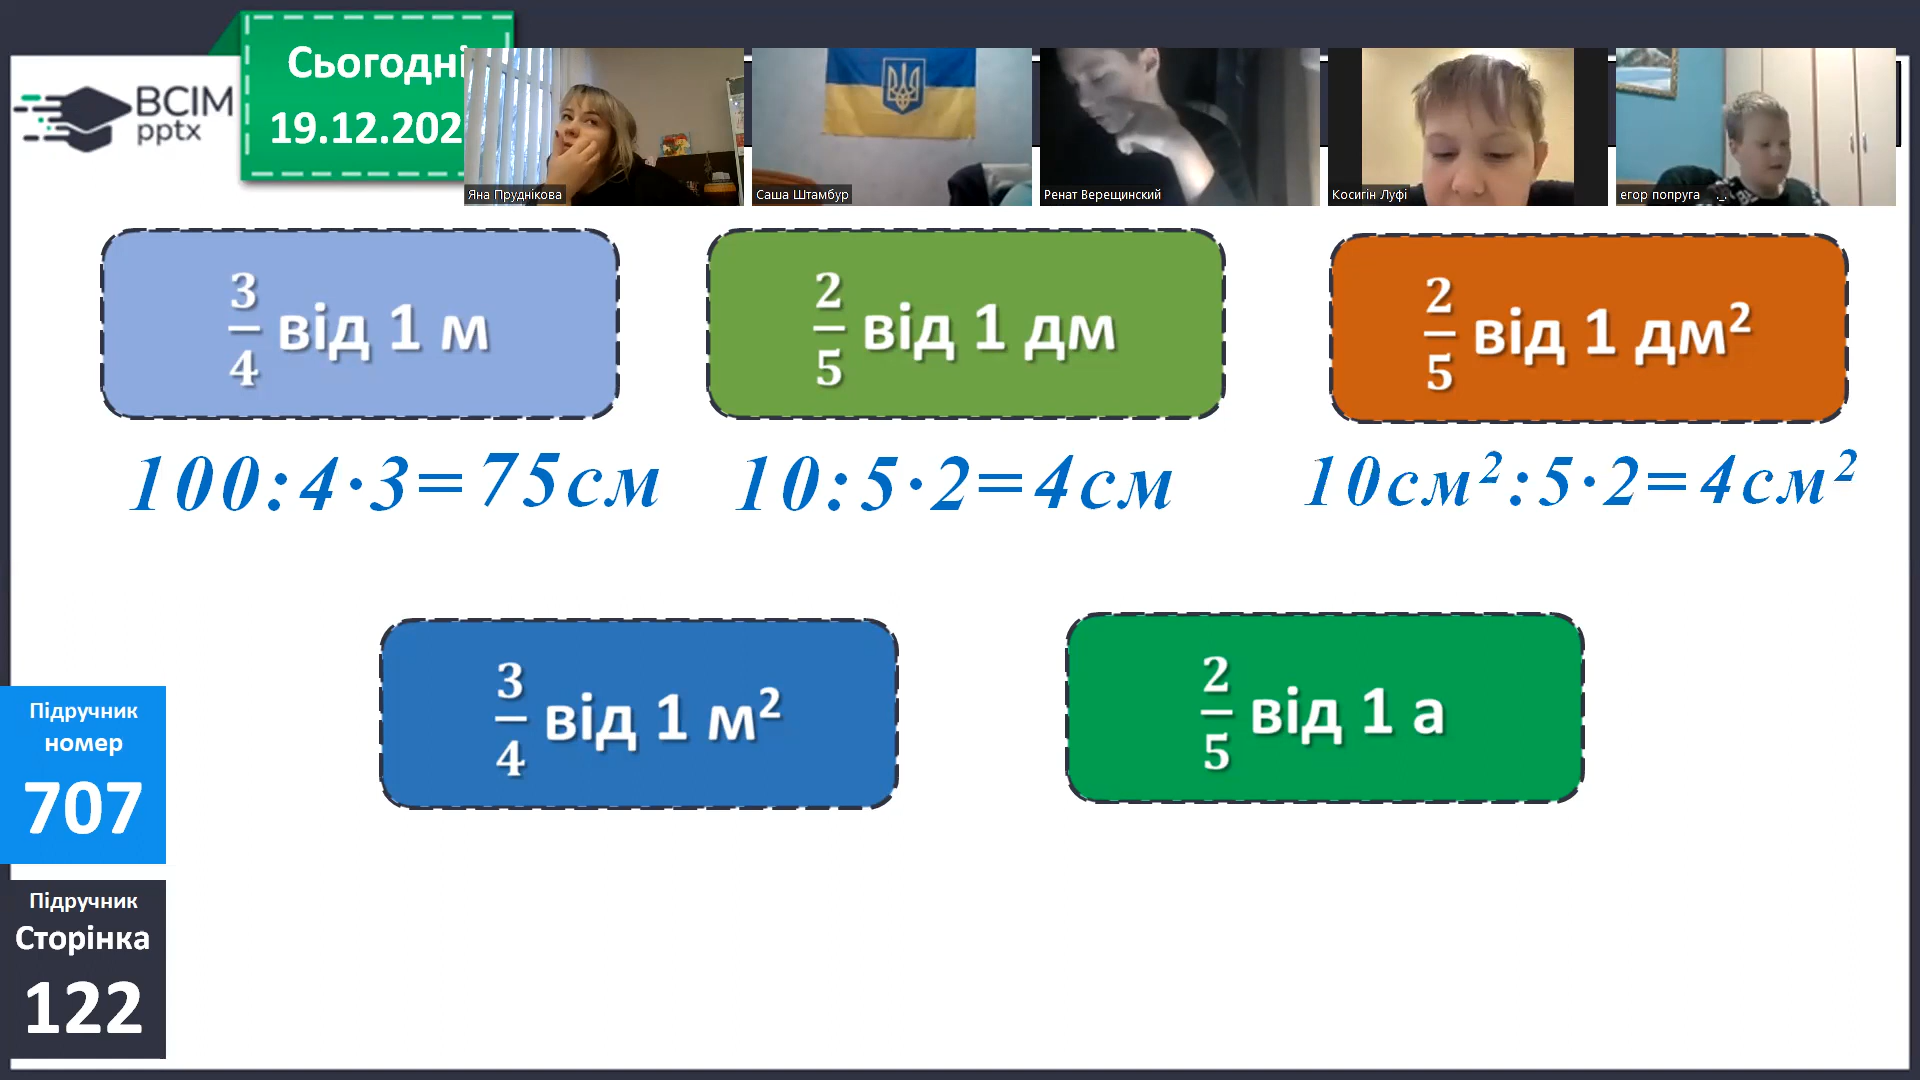 Сьогодні
19.12.202
ВСІМ
pptx
Яна Пруднікова
Саша Штамбур
Ренат Верещинский
Косигін Луфі
егор попруга ._.
3/4 від 1 м
2/5 від 1 дм
2/5 від 1 дм²
100:4·3=75см
10:5·2=4см
10см²:5·2=4см²
3/4 від 1 м²
2/5 від 1 а
Підручник
номер
707
Підручник
Сторінка
122